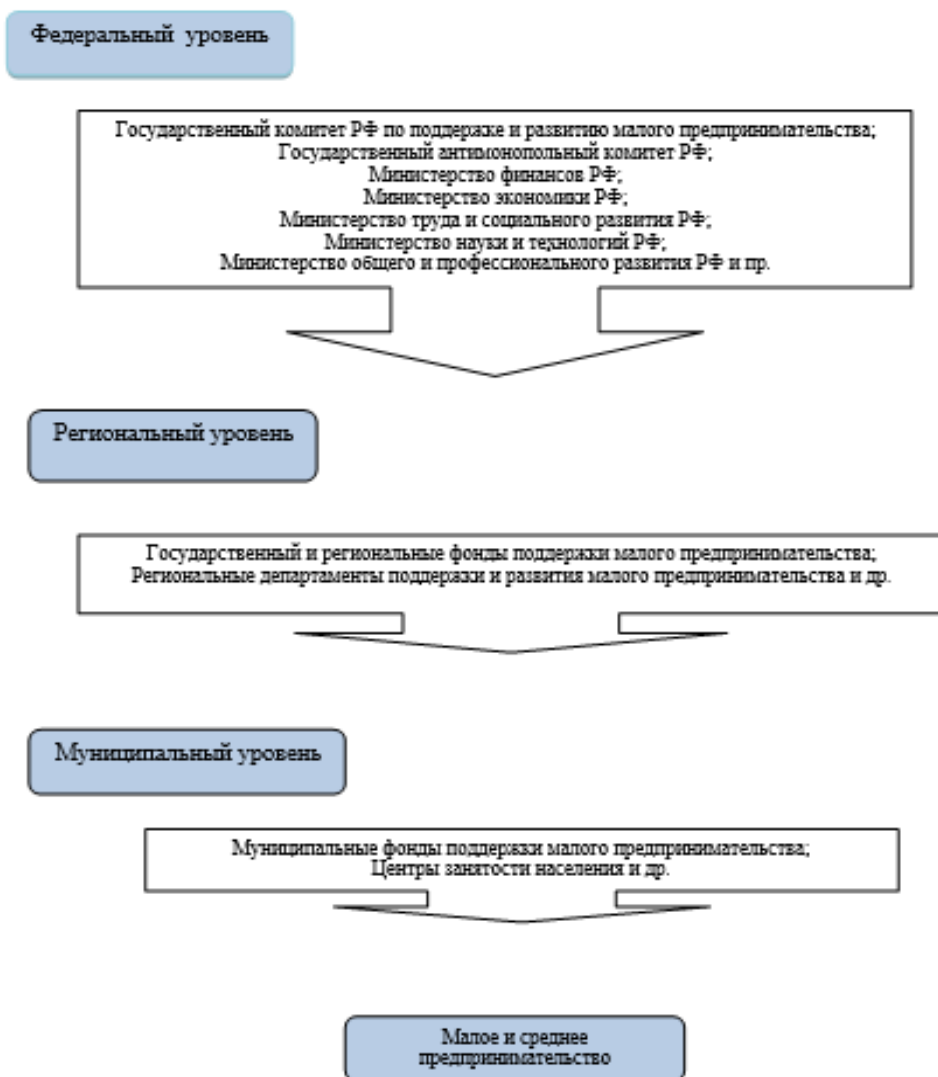 Федеральный уровень
Государственный комитет РФ по поддержке и развитию малого предпринимательства;
Государственный антимонопольный комитет РФ;
Министерство финансов РФ;
Министерство экономики РФ;
Министерство труда и социального развития РФ;
Министерство науки и технологий РФ;
Министерство общего и профессионального развития РФ и пр.
Региональный уровень
Государственный и региональные фонды поддержки малого предпринимательства;
Региональные департаменты поддержки и развития малого предпринимательства и др.
Муниципальный уровень
Муниципальные фонды поддержки малого предпринимательства;
Центры занятости населения и др.
Малое и среднее
предпринимательство